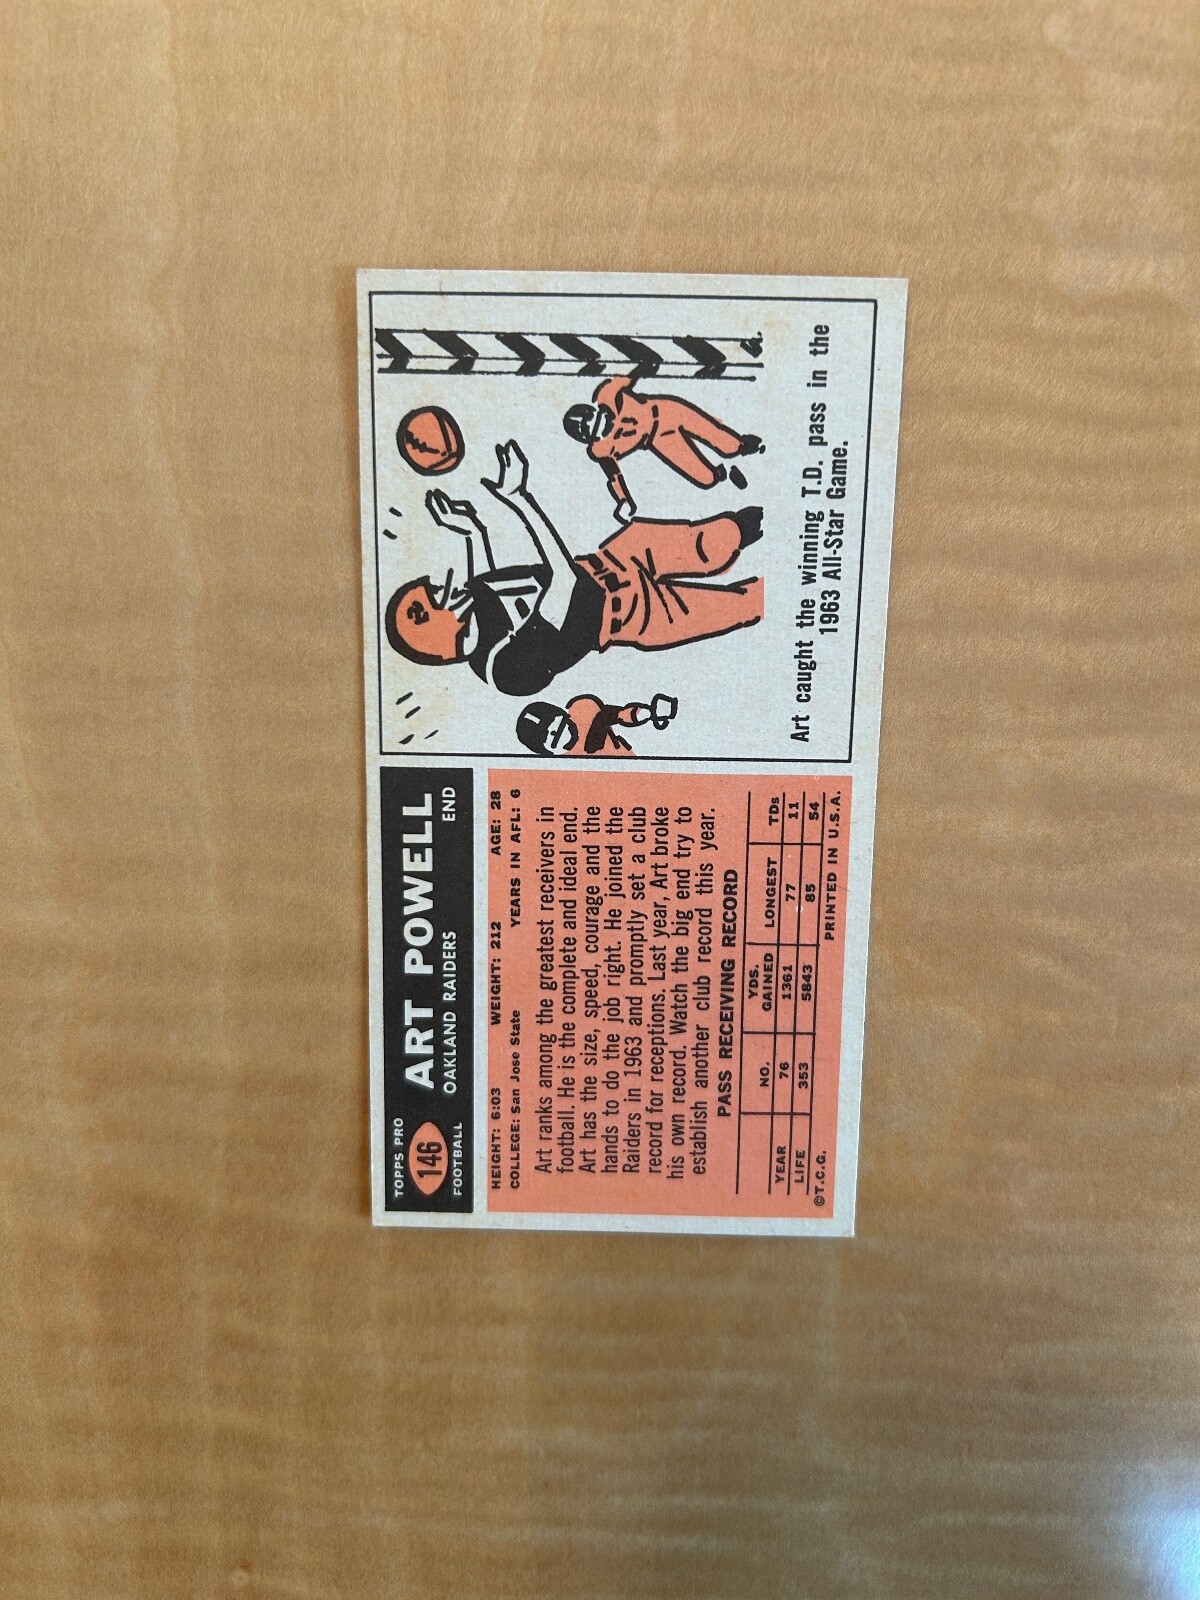 TOPPS PRO
146
FOOTBALL
ART POWELL
OAKLAND RAIDERS END
HEIGHT: 6:03 WEIGHT: 212 AGE: 28
COLLEGE: San Jose State YEARS IN AFL: 6
Art ranks among the greatest receivers in
football. He is the complete and ideal end.
Art has the size, speed, courage and the
hands to do the job right. He joined the
Raiders in 1963 and promptly set a club
record for receptions. Last year, Art broke
his own record. Watch the big end try to
establish another club record this year.
PASS RECEIVING RECORD
NO. YDS. GAINED LONGEST TDs
YEAR 76 1361 77 11
LIFE 353 5843 85 54
©T.C.G. PRINTED IN U.S.A.
Art caught the winning T.D. pass in the
1963 All-Star Game.